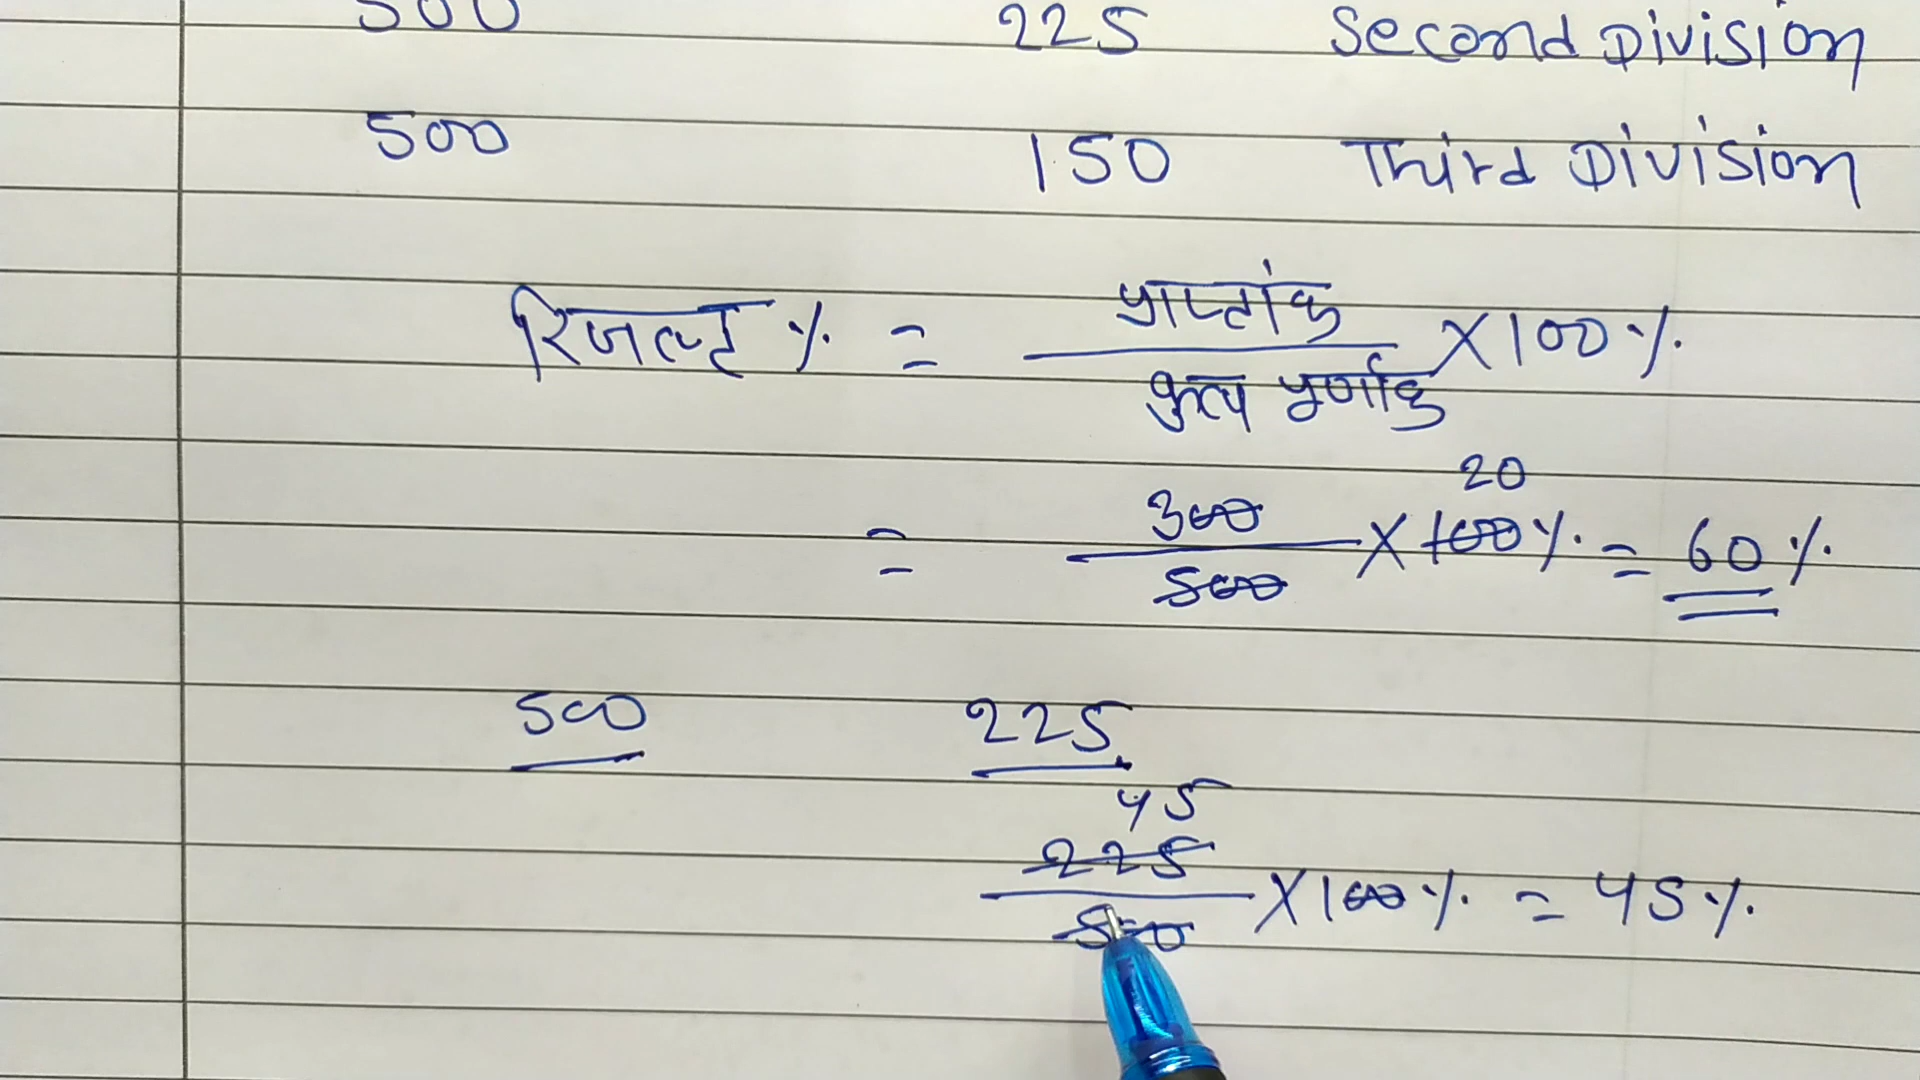 500 225 Second Division
500 150 Third Division
रिजल्ट % = प्राप्तांक / कुल पूर्णांक X 100%
20
= 300 / 500 X 100% = 60%
500 225
45
225 / 500 X 100% = 45%